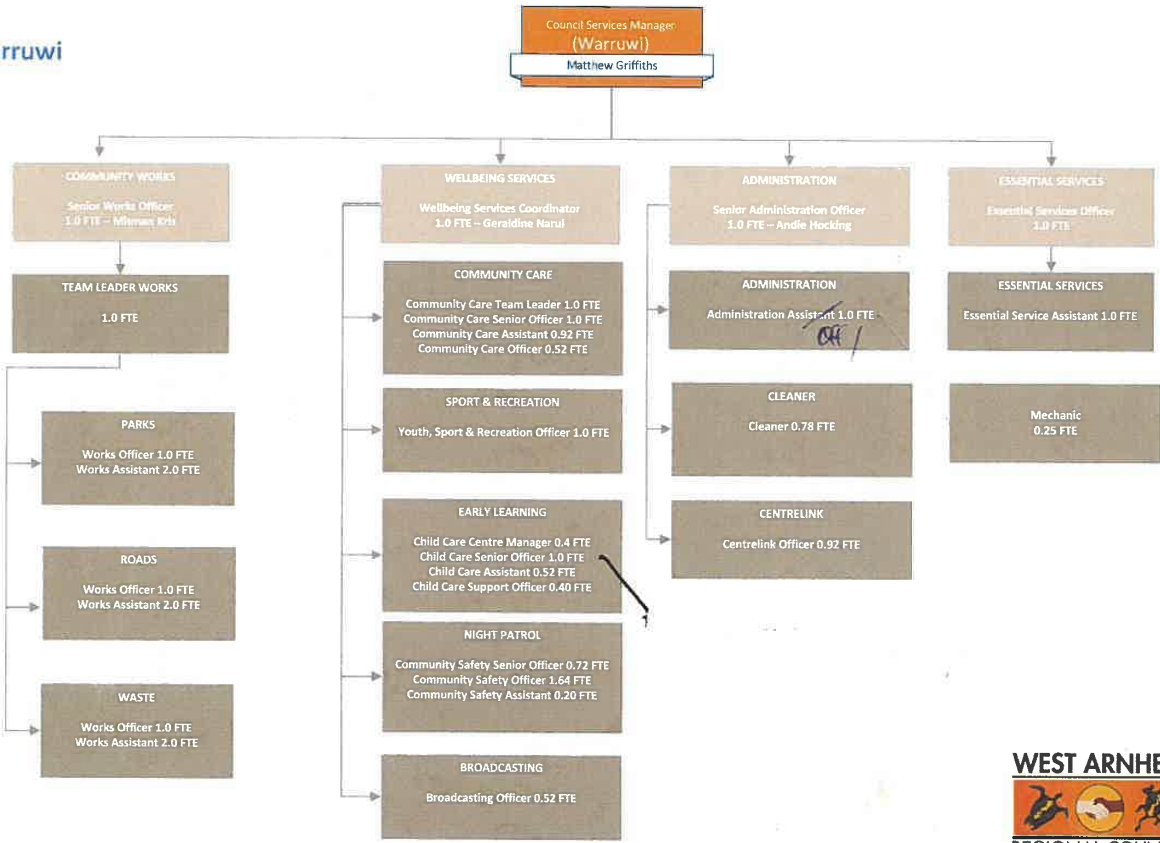 rruwi
Council Services Manager
(Warruwi)
Matthew Griffiths
COMMUNITY WORKS
Senior Works Officer
1.0 FTE – Misman Kris
TEAM LEADER WORKS
1.0 FTE
PARKS
Works Officer 1.0 FTE
Works Assistant 2.0 FTE
ROADS
Works Officer 1.0 FTE
Works Assistant 2.0 FTE
WASTE
Works Officer 1.0 FTE
Works Assistant 2.0 FTE
WELLBEING SERVICES
Wellbeing Services Coordinator
1.0 FTE – Geraldine Narul
COMMUNITY CARE
Community Care Team Leader 1.0 FTE
Community Care Senior Officer 1.0 FTE
Community Care Assistant 0.92 FTE
Community Care Officer 0.52 FTE
SPORT & RECREATION
Youth, Sport & Recreation Officer 1.0 FTE
EARLY LEARNING
Child Care Centre Manager 0.4 FTE
Child Care Senior Officer 1.0 FTE
Child Care Assistant 0.52 FTE
Child Care Support Officer 0.40 FTE
NIGHT PATROL
Community Safety Senior Officer 0.72 FTE
Community Safety Officer 1.64 FTE
Community Safety Assistant 0.20 FTE
BROADCASTING
Broadcasting Officer 0.52 FTE
ADMINISTRATION
Senior Administration Officer
1.0 FTE – Andie Hocking
ADMINISTRATION
Administration Assistant 1.0 FTE
CLEANER
Cleaner 0.78 FTE
CENTRELINK
Centrelink Officer 0.92 FTE
ESSENTIAL SERVICES
Essential Services Officer
1.0 FTE
ESSENTIAL SERVICES
Essential Service Assistant 1.0 FTE
Mechanic
0.25 FTE
WEST ARNHE